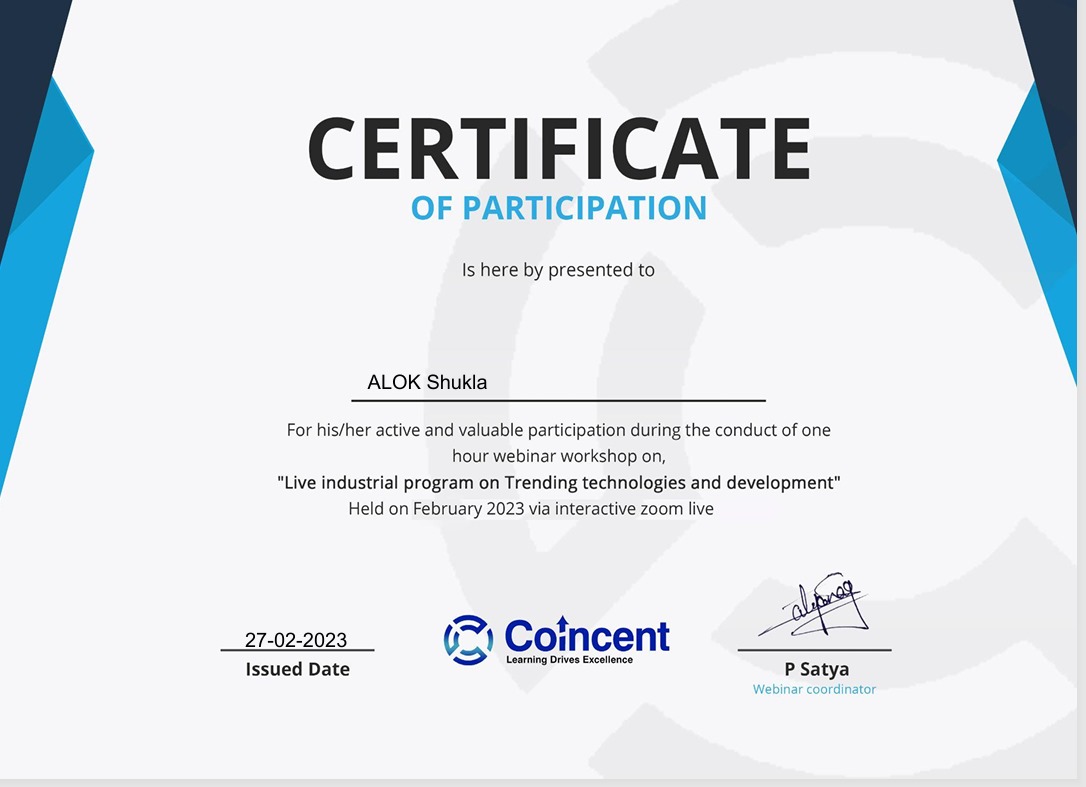 CERTIFICATE
OF PARTICIPATION
Is here by presented to
ALOK Shukla
For his/her active and valuable participation during the conduct of one
hour webinar workshop on,
"Live industrial program on Trending technologies and development"
Held on February 2023 via interactive zoom live
27-02-2023
Issued Date
Coincent
Learning Drives Excellence
P Satya
Webinar coordinator